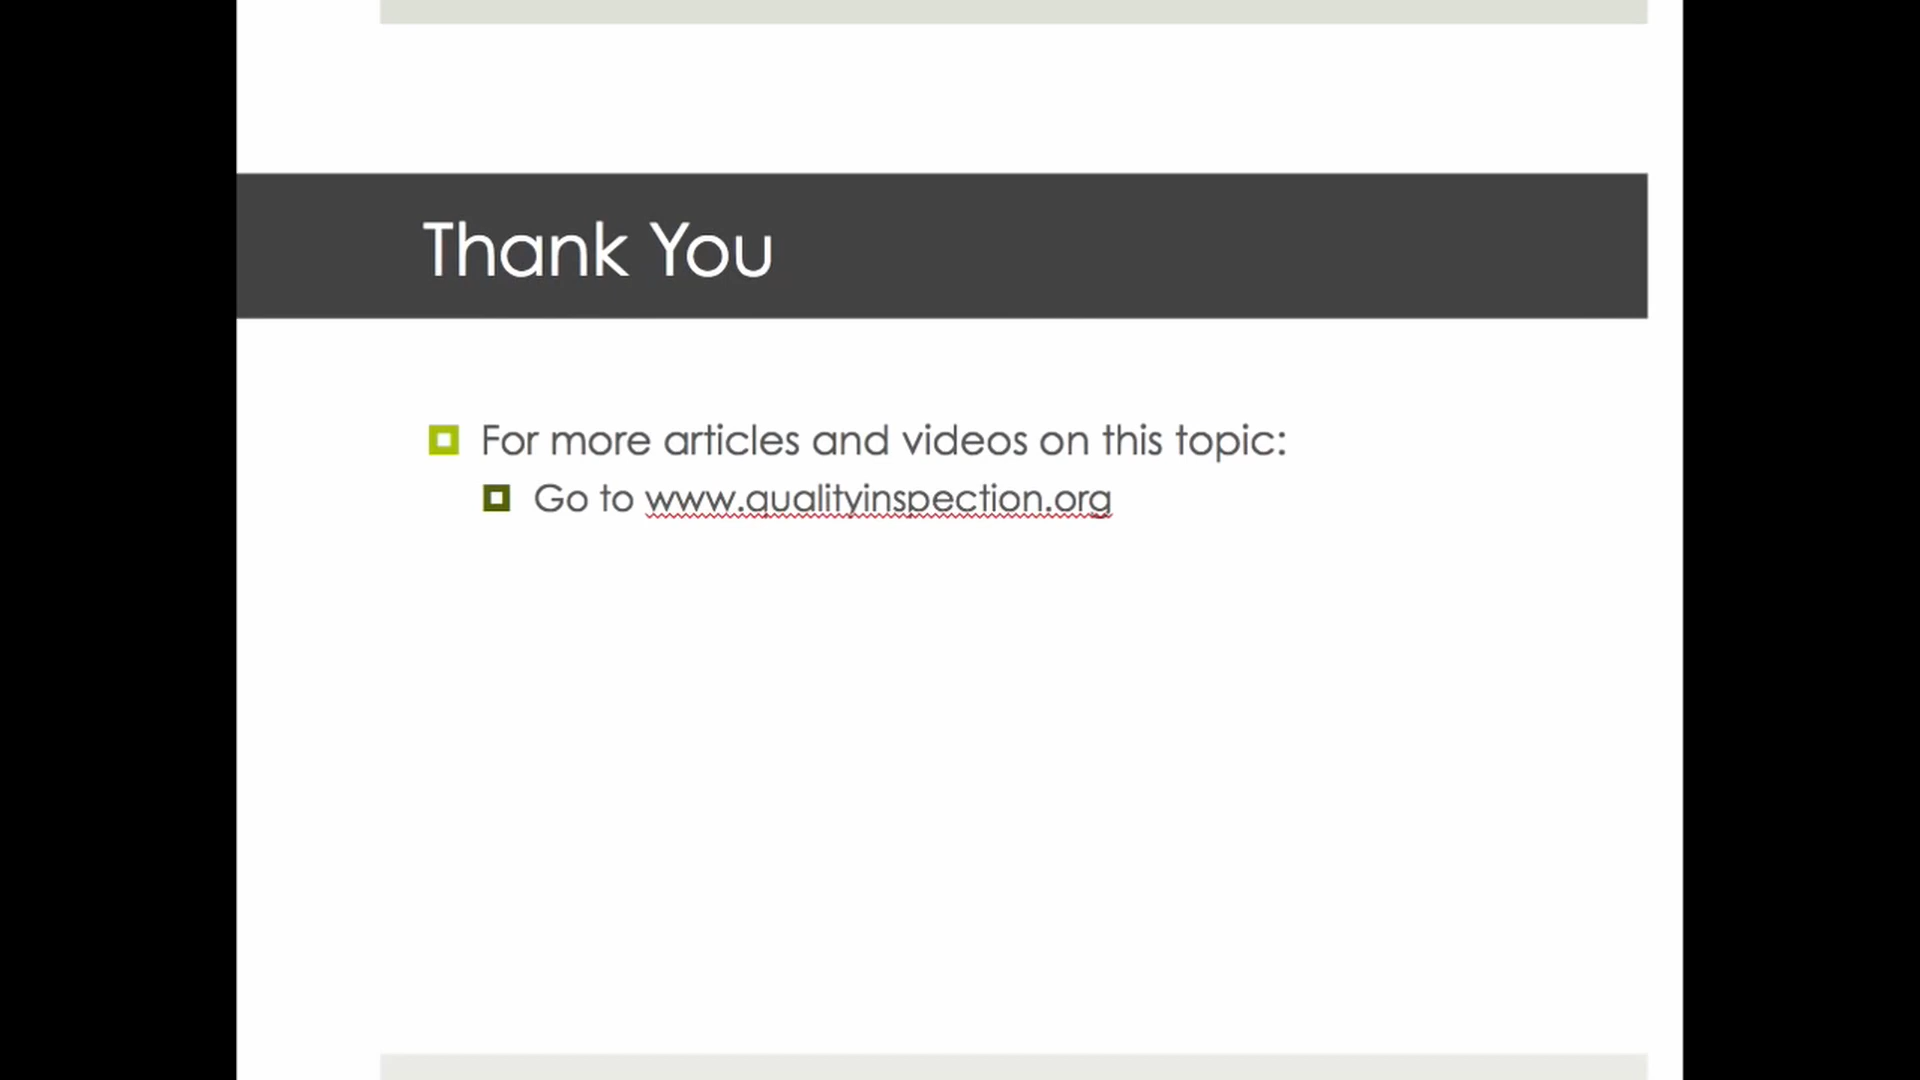 Thank You
For more articles and videos on this topic:
Go to www.qualityinspection.org